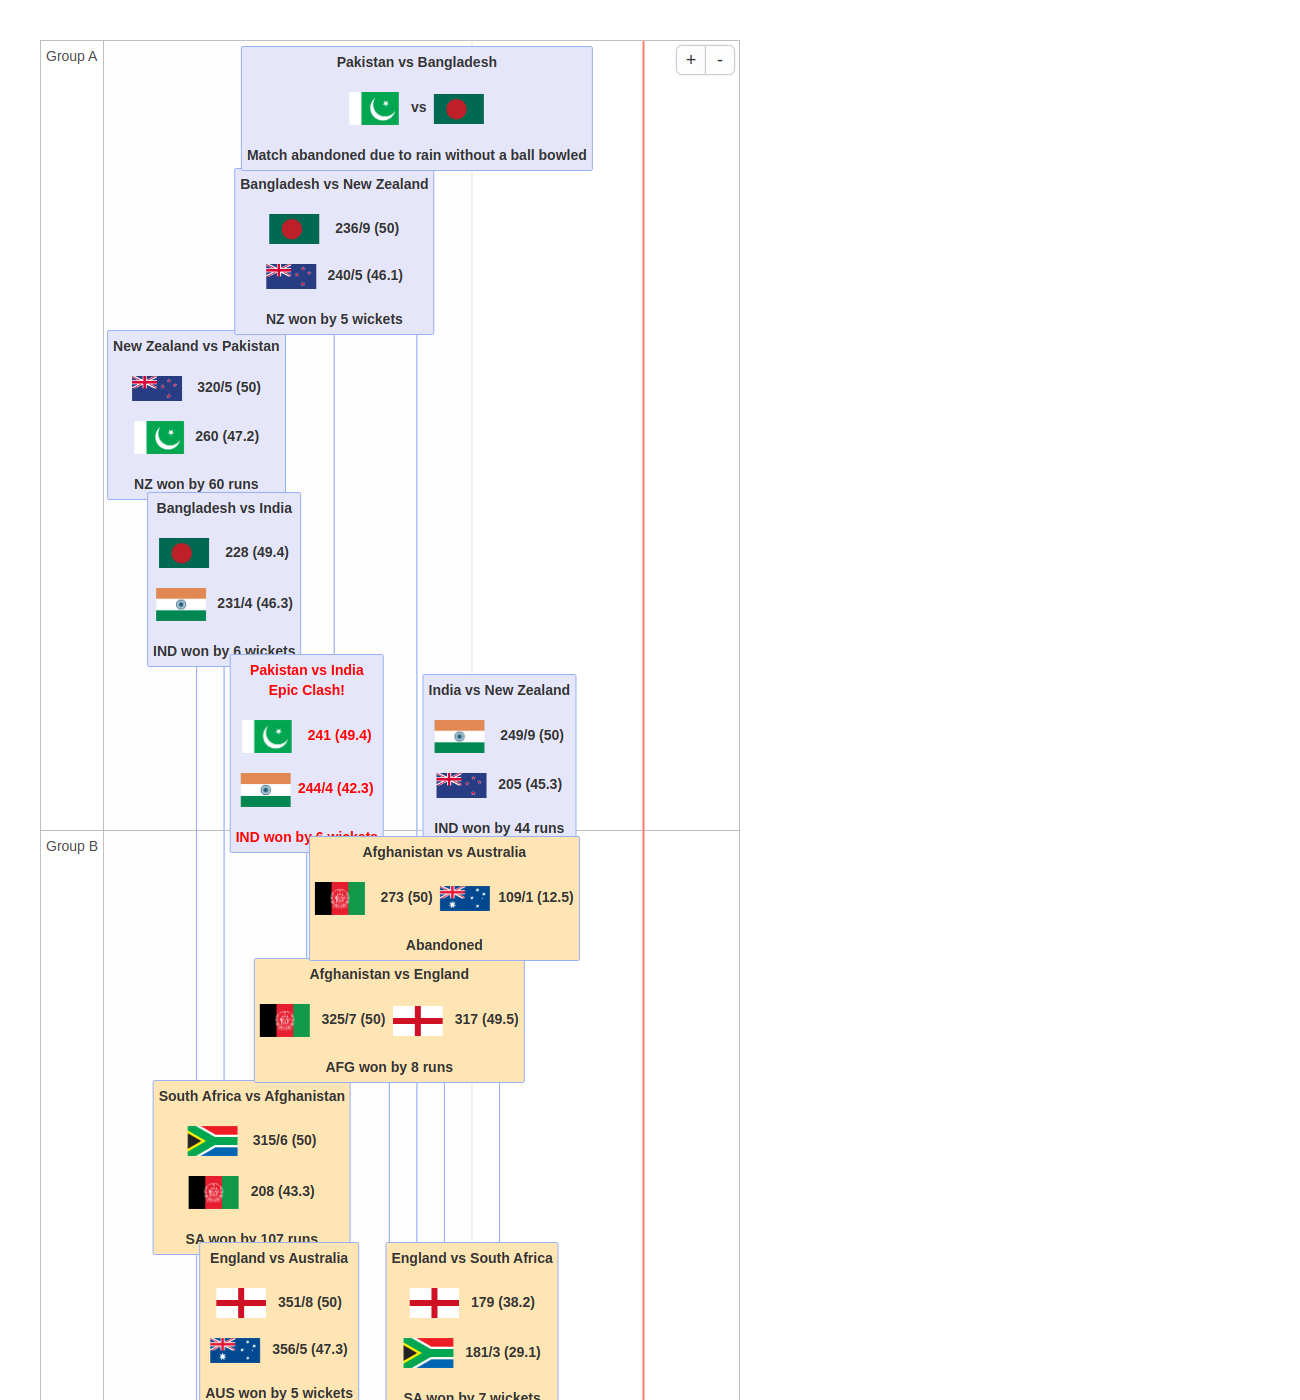 Group A
+ -
Pakistan vs Bangladesh
vs
Match abandoned due to rain without a ball bowled
Bangladesh vs New Zealand
236/9 (50)
240/5 (46.1)
NZ won by 5 wickets
New Zealand vs Pakistan
320/5 (50)
260 (47.2)
NZ won by 60 runs
Bangladesh vs India
228 (49.4)
231/4 (46.3)
IND won by 6 wickets
Pakistan vs India
Epic Clash!
241 (49.4)
244/4 (42.3)
IND won by 6 wickets
India vs New Zealand
249/9 (50)
205 (45.3)
IND won by 44 runs
Group B
Afghanistan vs Australia
273 (50) 109/1 (12.5)
Abandoned
Afghanistan vs England
325/7 (50) 317 (49.5)
AFG won by 8 runs
South Africa vs Afghanistan
315/6 (50)
208 (43.3)
SA won by 107 runs
England vs Australia
351/8 (50)
356/5 (47.3)
AUS won by 5 wickets
England vs South Africa
179 (38.2)
181/3 (29.1)
SA won by 7 wickets